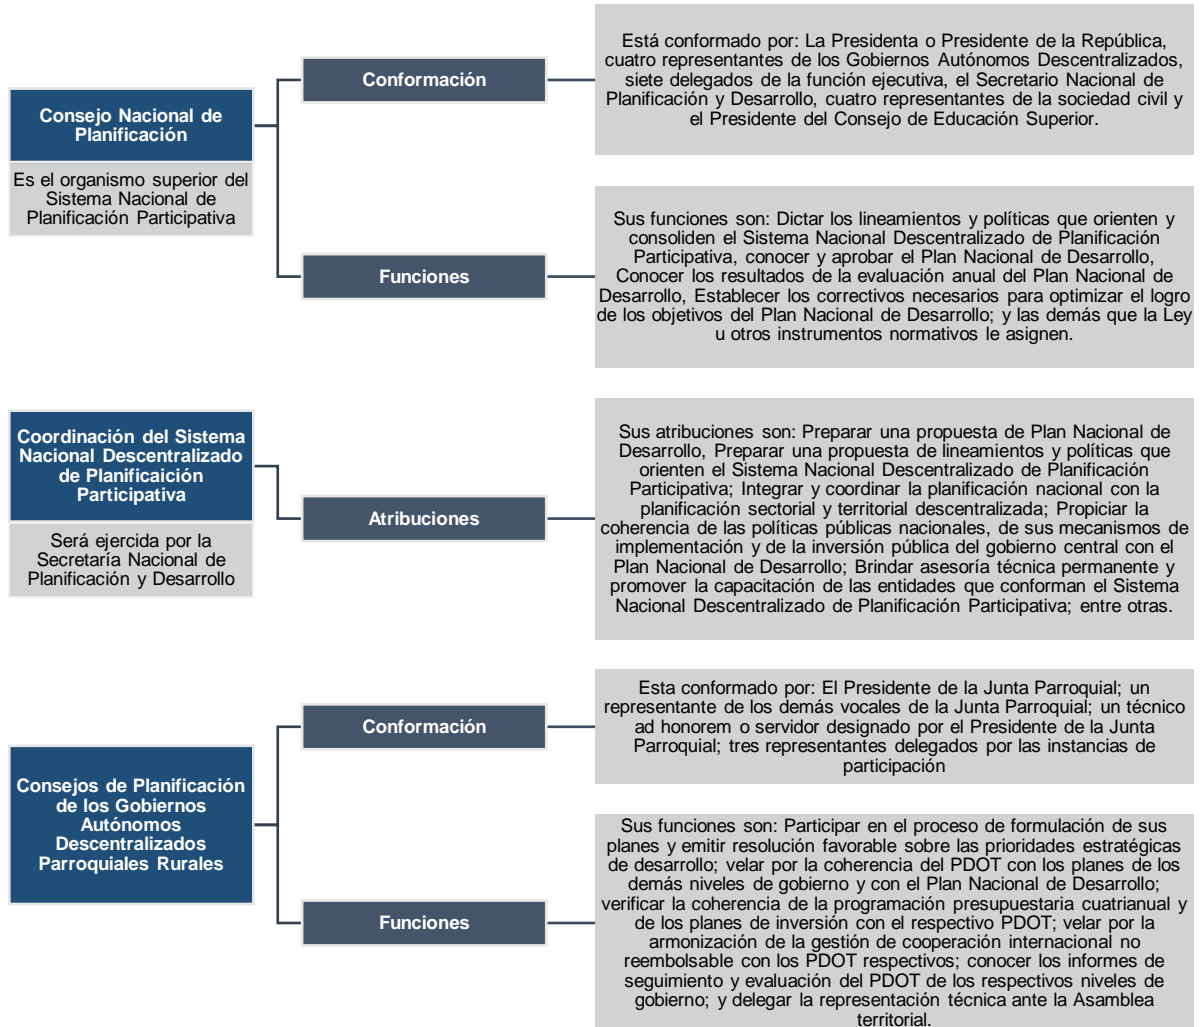 Consejo Nacional de
Planificación
Es el organismo superior del
Sistema Nacional de
Planificación Participativa
Conformación
Está conformado por: La Presidenta o Presidente de la República,
cuatro representantes de los Gobiernos Autónomos Descentralizados,
siete delegados de la función ejecutiva, el Secretario Nacional de
Planificación y Desarrollo, cuatro representantes de la sociedad civil y
el Presidente del Consejo de Educación Superior.
Funciones
Sus funciones son: Dictar los lineamientos y políticas que orienten y
consoliden el Sistema Nacional Descentralizado de Planificación
Participativa, conocer y aprobar el Plan Nacional de Desarrollo,
Conocer los resultados de la evaluación anual del Plan Nacional de
Desarrollo, Establecer los correctivos necesarios para optimizar el logro
de los objetivos del Plan Nacional de Desarrollo; y las demás que la Ley
u otros instrumentos normativos le asignen.
Coordinación del Sistema
Nacional Descentralizado
de Planificaición
Participativa
Será ejercida por la
Secretaría Nacional de
Planificación y Desarrollo
Atribuciones
Sus atribuciones son: Preparar una propuesta de Plan Nacional de
Desarrollo, Preparar una propuesta de lineamientos y políticas que
orienten el Sistema Nacional Descentralizado de Planificación
Participativa; Integrar y coordinar la planificación nacional con la
planificación sectorial y territorial descentralizada; Propiciar la
coherencia de las políticas públicas nacionales, de sus mecanismos de
implementación y de la inversión pública del gobierno central con el
Plan Nacional de Desarrollo; Brindar asesoría técnica permanente y
promover la capacitación de las entidades que conforman el Sistema
Nacional Descentralizado de Planificación Participativa; entre otras.
Consejos de Planificación
de los Gobiernos
Autónomos
Descentralizados
Parroquiales Rurales
Conformación
Esta conformado por: El Presidente de la Junta Parroquial; un
representante de los demás vocales de la Junta Parroquial; un técnico
ad honorem o servidor designado por el Presidente de la Junta
Parroquial; tres representantes delegados por las instancias de
participación
Funciones
Sus funciones son: Participar en el proceso de formulación de sus
planes y emitir resolución favorable sobre las prioridades estratégicas
de desarrollo; velar por la coherencia del PDOT con los planes de los
demás niveles de gobierno y con el Plan Nacional de Desarrollo;
verificar la coherencia de la programación presupuestaria cuatrianual y
de los planes de inversión con el respectivo PDOT; velar por la
armonización de la gestión de cooperación internacional no
reembolsable con los PDOT respectivos; conocer los informes de
seguimiento y evaluación del PDOT de los respectivos niveles de
gobierno; y delegar la representación técnica ante la Asamblea
territorial.